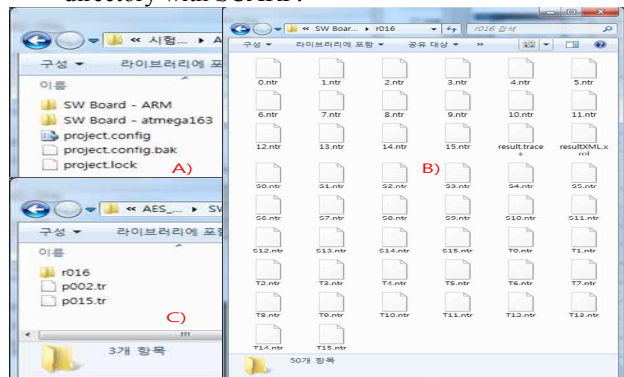 directory with SCARF.
« 시험... ▸ A
구성 ▼ 라이브러리에 포
이름
SW Board - ARM
SW Board - atmega163
project.config
project.config.bak
project.lock
A)
« AES_... ▸ SV
구성 ▼ 라이브러리에 포함
이름
r016
p002.tr
p015.tr
C)
3개 항목
« SW Boar... ▸ r016
r016 검색
구성 ▼ 라이브러리에 포함 ▼ 공유 대상 ▼ »
0.ntr 1.ntr 2.ntr 3.ntr 4.ntr 5.ntr
6.ntr 7.ntr 8.ntr 9.ntr 10.ntr 11.ntr
12.ntr 13.ntr 14.ntr 15.ntr result.trace resultXML.x
s ml
B)
S0.ntr S1.ntr S2.ntr S3.ntr S4.ntr S5.ntr
S6.ntr S7.ntr S8.ntr S9.ntr S10.ntr S11.ntr
S12.ntr S13.ntr S14.ntr S15.ntr T0.ntr T1.ntr
T2.ntr T3.ntr T4.ntr T5.ntr T6.ntr T7.ntr
T8.ntr T9.ntr T10.ntr T11.ntr T12.ntr T13.ntr
T14.ntr T15.ntr
50개 항목